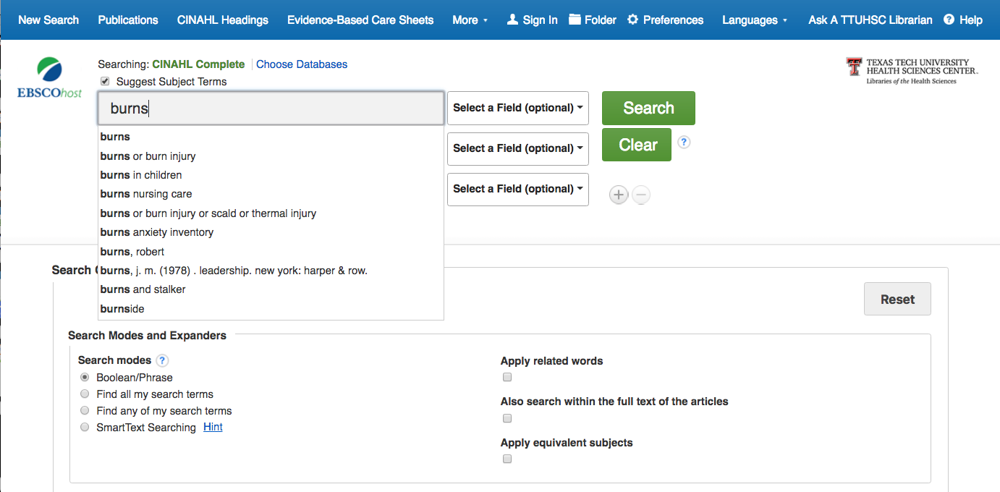 New Search Publications CINAHL Headings Evidence-Based Care Sheets More Sign In Folder Preferences Languages Ask A TTUHSC Librarian Help
EBSCOhost
Searching: CINAHL Complete Choose Databases
Suggest Subject Terms
TEXAS TECH UNIVERSITY
HEALTH SCIENCES CENTER
Libraries of the Health Sciences
burns Select a Field (optional) Search
burns
Select a Field (optional) Clear ?
burns or burn injury
burns in children
Select a Field (optional)
burns nursing care
burns or burn injury or scald or thermal injury
burns anxiety inventory
burns, robert
Search
burns, j. m. (1978) . leadership. new york: harper & row.
burns and stalker
burnside
Reset
Search Modes and Expanders
Search modes ?
Boolean/Phrase
Find all my search terms
Find any of my search terms
SmartText Searching Hint
Apply related words
Also search within the full text of the articles
Apply equivalent subjects